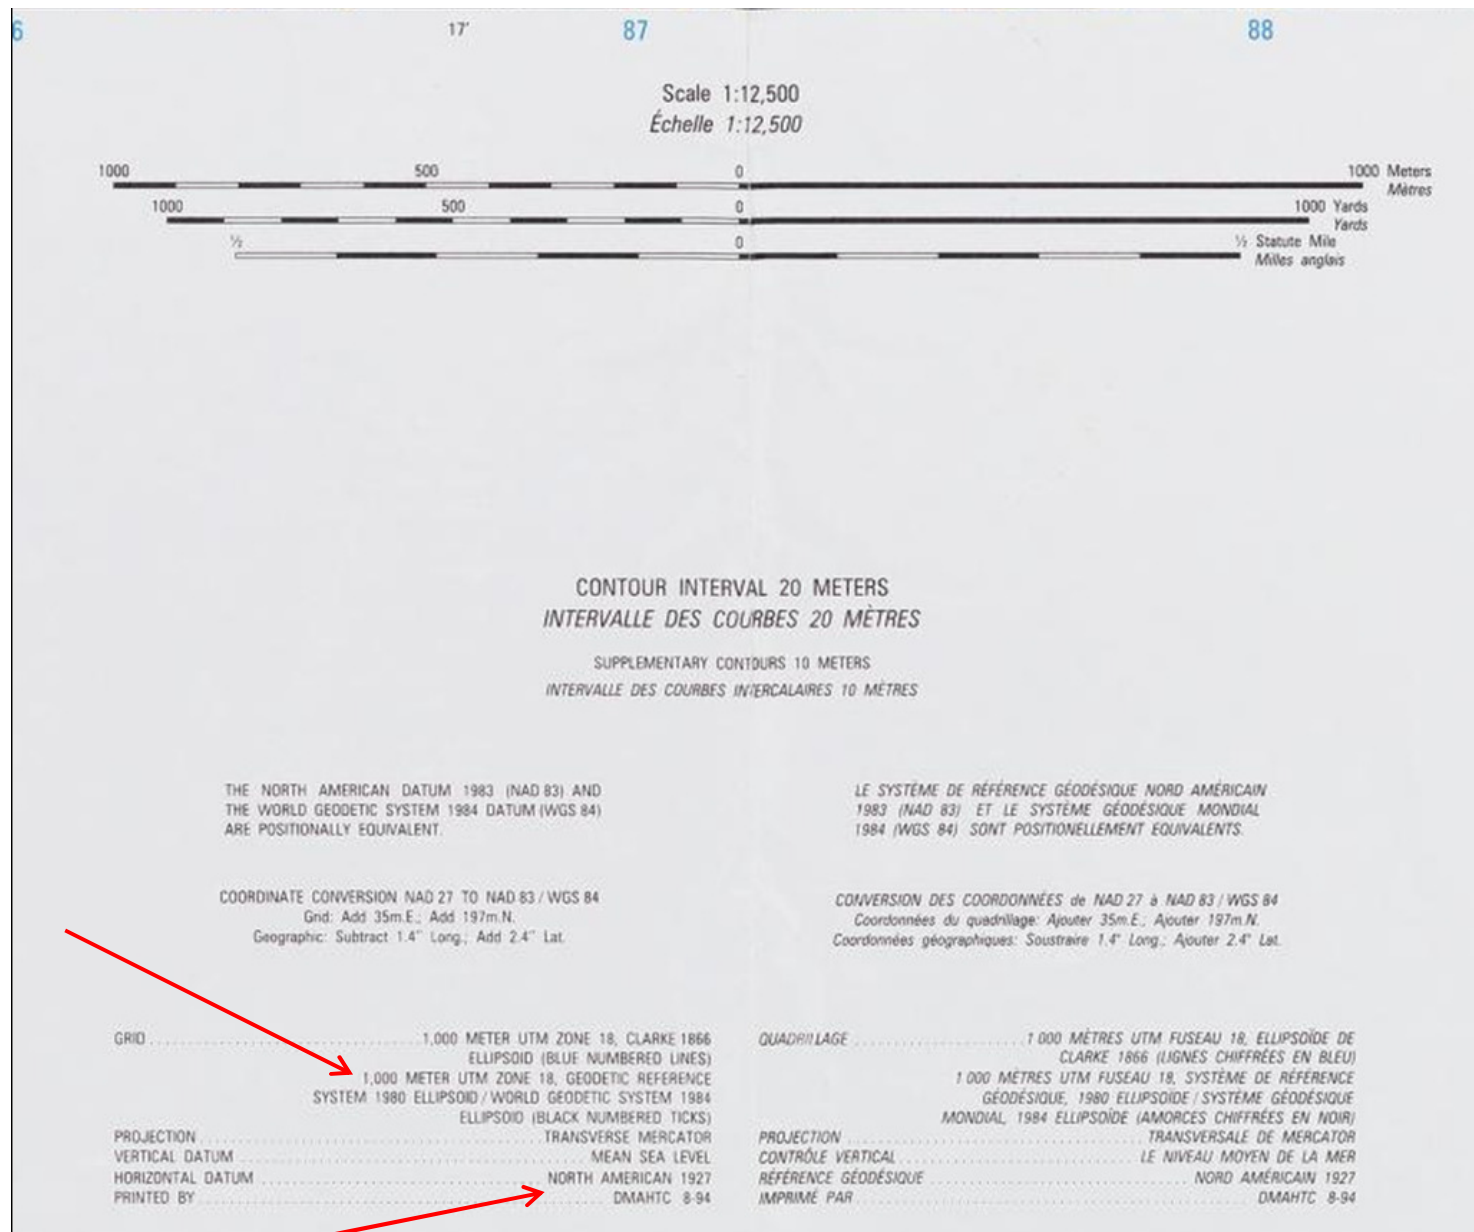 6 17' 87 88
Scale 1:12,500
Échelle 1:12,500
1000 500 0 1000 Meters
Mètres
1000 500 0 1000 Yards
Yards
½ 0 ½ Statute Mile
Milles anglais
CONTOUR INTERVAL 20 METERS
INTERVALLE DES COURBES 20 MÈTRES
SUPPLEMENTARY CONTOURS 10 METERS
INTERVALLE DES COURBES INTERCALAIRES 10 MÈTRES
THE NORTH AMERICAN DATUM 1983 (NAD 83) AND
THE WORLD GEODETIC SYSTEM 1984 DATUM (WGS 84)
ARE POSITIONALLY EQUIVALENT.
LE SYSTÈME DE RÉFÉRENCE GÉODÉSIQUE NORD AMÉRICAIN
1983 (NAD 83) ET LE SYSTÈME GÉODÉSIQUE MONDIAL
1984 (WGS 84) SONT POSITIONELLEMENT EQUIVALENTS.
COORDINATE CONVERSION NAD 27 TO NAD 83 / WGS 84
Grid: Add 35m.E.; Add 197m.N.
Geographic: Subtract 1.4" Long.; Add 2.4" Lat.
CONVERSION DES COORDONNÉES de NAD 27 à NAD 83 / WGS 84
Coordonnées du quadrillage: Ajouter 35m.E.; Ajouter 197m.N.
Coordonnées géographiques: Soustraire 1.4" Long.; Ajouter 2.4" Lat.
GRID 1,000 METER UTM ZONE 18, CLARKE 1866
ELLIPSOID (BLUE NUMBERED LINES)
1,000 METER UTM ZONE 18, GEODETIC REFERENCE
SYSTEM 1980 ELLIPSOID / WORLD GEODETIC SYSTEM 1984
ELLIPSOID (BLACK NUMBERED TICKS)
PROJECTION TRANSVERSE MERCATOR
VERTICAL DATUM MEAN SEA LEVEL
HORIZONTAL DATUM NORTH AMERICAN 1927
PRINTED BY DMAHTC 8-94
QUADRILLAGE 1 000 MÈTRES UTM FUSEAU 18, ELLIPSOÏDE DE
CLARKE 1866 (LIGNES CHIFFRÉES EN BLEU)
1 000 MÈTRES UTM FUSEAU 18, SYSTÈME DE RÉFÉRENCE
GÉODÉSIQUE, 1980 ELLIPSOÏDE / SYSTÈME GÉODÉSIQUE
MONDIAL, 1984 ELLIPSOÏDE (AMORCES CHIFFRÉES EN NOIR)
PROJECTION TRANSVERSALE DE MERCATOR
CONTRÔLE VERTICAL LE NIVEAU MOYEN DE LA MER
RÉFÉRENCE GÉODÉSIQUE NORD AMÉRICAIN 1927
IMPRIMÉ PAR DMAHTC 8-94